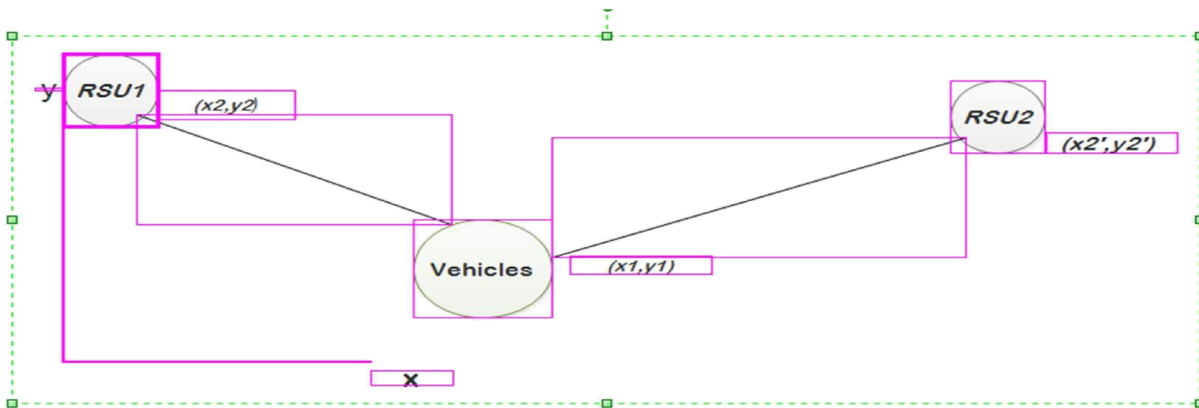 y
RSU1
(x2,y2)
RSU2
(x2',y2')
Vehicles
(x1,y1)
x